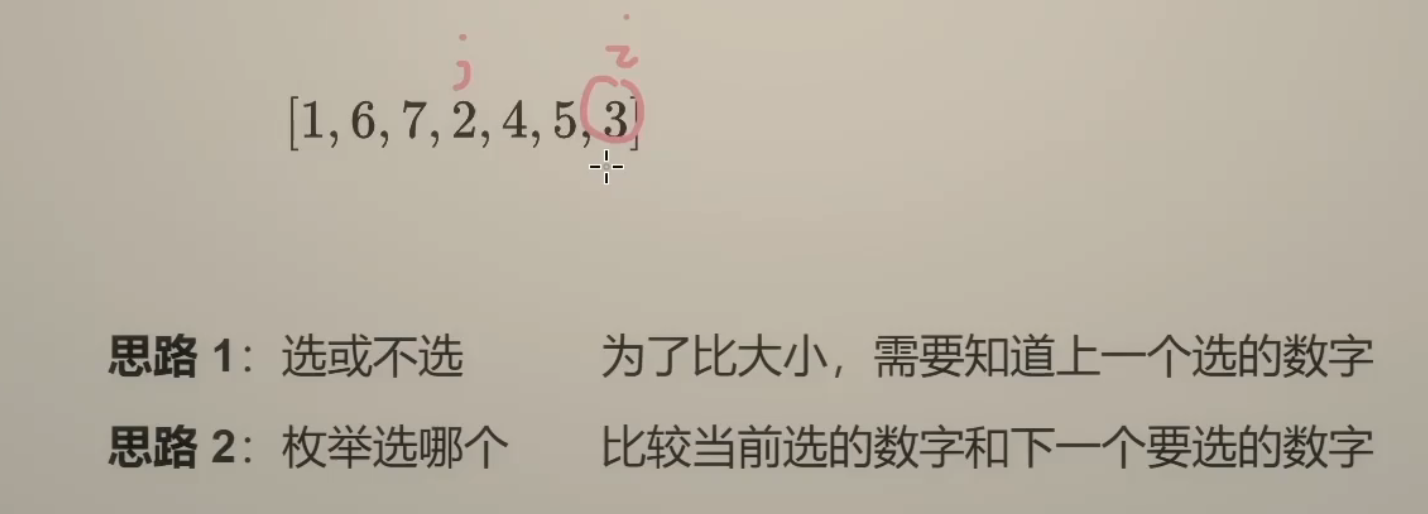 j i
[1, 6, 7, 2, 4, 5, 3]
思路 1：选或不选 为了比大小，需要知道上一个选的数字
思路 2：枚举选哪个 比较当前选的数字和下一个要选的数字